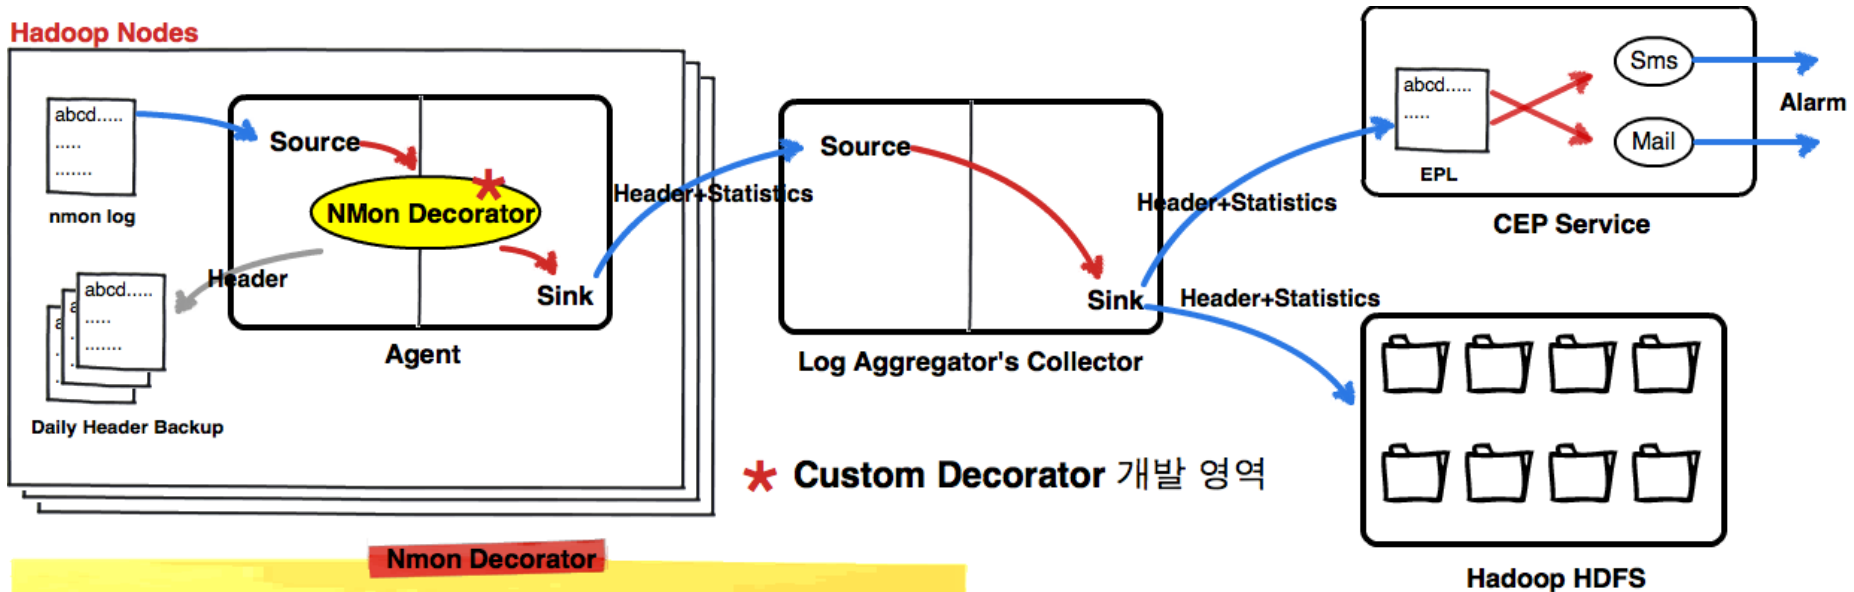 Hadoop Nodes
abcd.....
.....
.......
nmon log
Source
NMon Decorator
*
Header
Sink
Agent
abcd.....
.....
.......
a
a
Daily Header Backup
Header+Statistics
Source
Sink
Log Aggregator's Collector
Header+Statistics
Header+Statistics
abcd.....
.....
EPL
Sms
Mail
Alarm
CEP Service
Hadoop HDFS
* Custom Decorator 개발 영역
Nmon Decorator